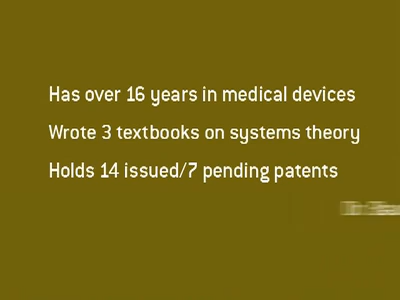 Has over 16 years in medical devices
Wrote 3 textbooks on systems theory
Holds 14 issued/7 pending patents